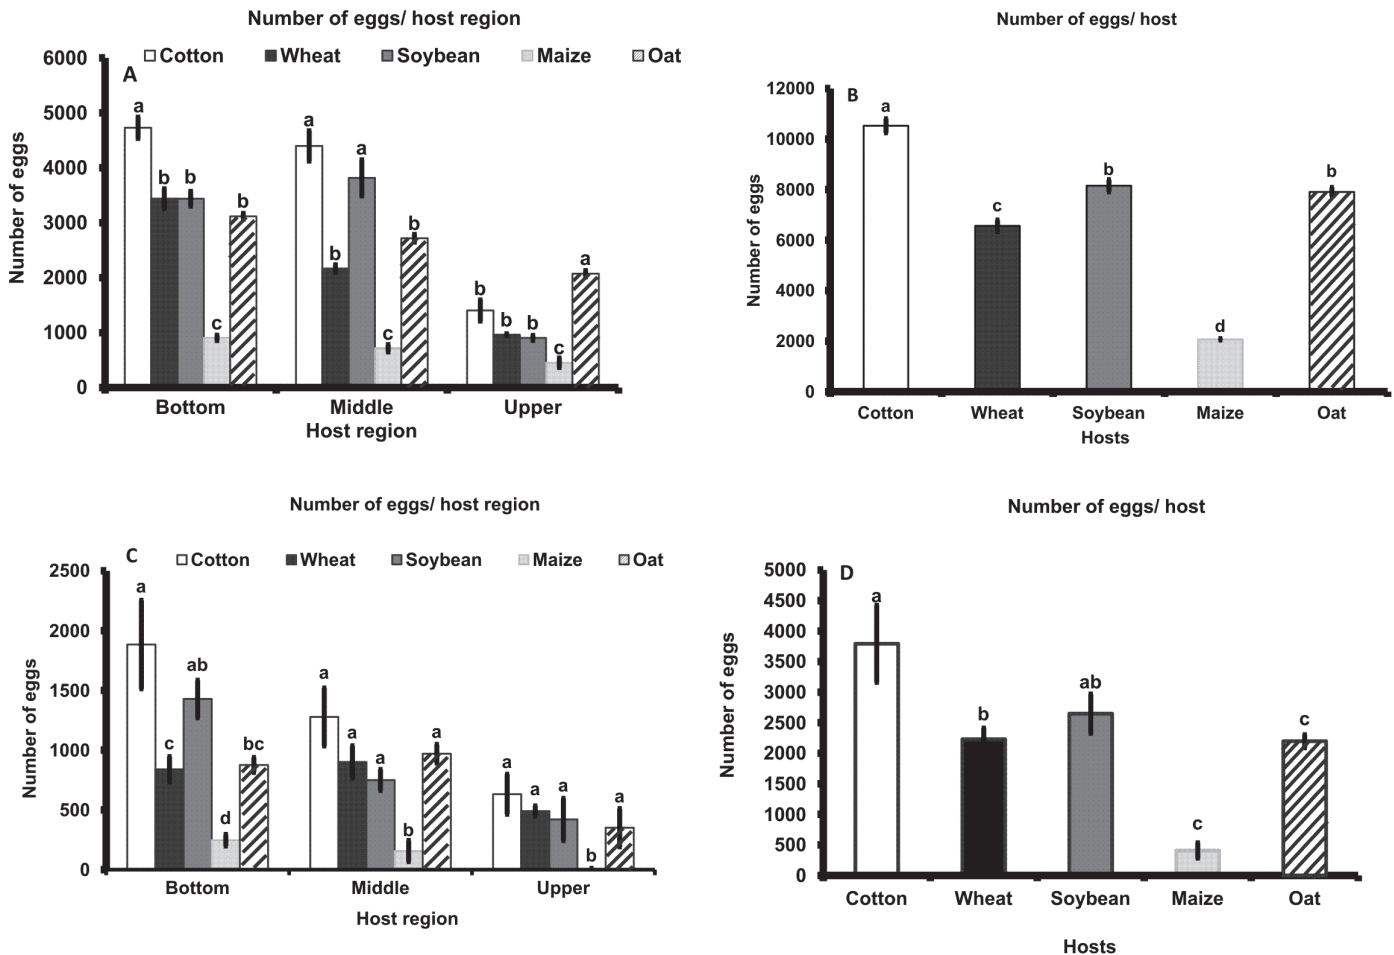 Number of eggs/ host region
Cotton Wheat Soybean Maize Oat
A
6000
5000
4000
3000
2000
1000
0
Number of eggs
a b b c b
a b a c b
b b b c a
Bottom Middle Upper
Host region
Number of eggs/ host
B
12000
10000
8000
6000
4000
2000
0
Number of eggs
a c b d b
Cotton Wheat Soybean Maize Oat
Hosts
Number of eggs/ host region
C
Cotton Wheat Soybean Maize Oat
2500
2000
1500
1000
500
0
Number of eggs
a c ab d bc
a a a b a
a a a b a
Bottom Middle Upper
Host region
Number of eggs/ host
D
5000
4500
4000
3500
3000
2500
2000
1500
1000
500
0
Number of eggs
a b ab c c
Cotton Wheat Soybean Maize Oat
Hosts